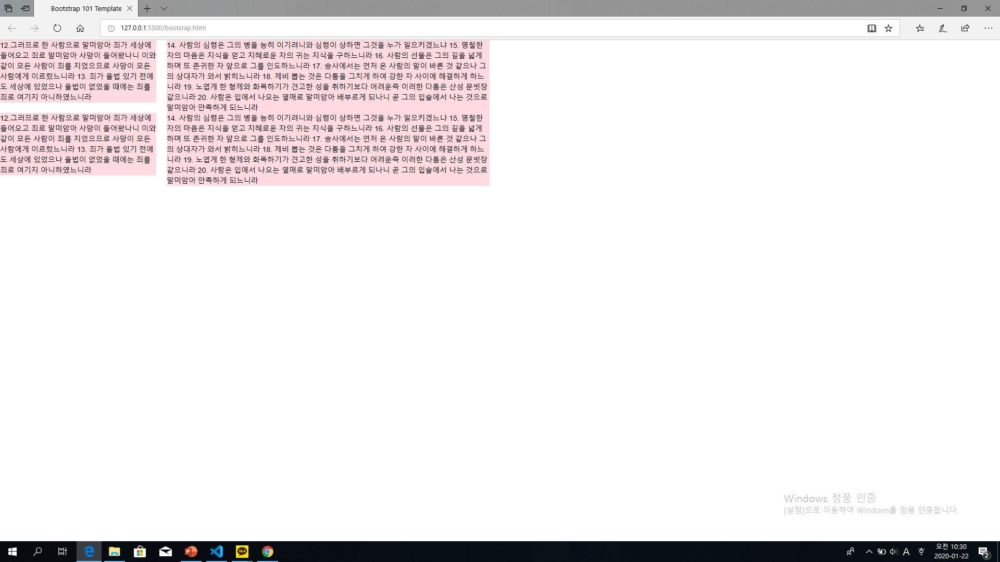 Bootstrap 101 Template
127.0.0.1:5500/bootsrap.html
12.그러므로 한 사람으로 말미암아 죄가 세상에
들어오고 죄로 말미암아 사망이 들어왔나니 이와
같이 모든 사람이 죄를 지었으므로 사망이 모든
사람에게 이르렀느니라 13. 죄가 율법 있기 전에
도 세상에 있었으나 율법이 없었을 때에는 죄를
죄로 여기지 아니하였느니라
14. 사람의 심령은 그의 병을 능히 이기려니와 심령이 상하면 그것을 누가 일으키겠느냐 15. 명철한
자의 마음은 지식을 얻고 지혜로운 자의 귀는 지식을 구하느니라 16. 사람의 선물은 그의 길을 넓게
하며 또 존귀한 자 앞으로 그를 인도하느니라 17. 송사에서는 먼저 온 사람의 말이 바른 것 같으나 그
의 상대자가 와서 밝히느니라 18. 제비 뽑는 것은 다툼을 그치게 하여 강한 자 사이에 해결하게 하느
니라 19. 노엽게 한 형제와 화목하기가 견고한 성을 취하기보다 어려운즉 이러한 다툼은 산성 문빗장
같으니라 20. 사람은 입에서 나오는 열매로 말미암아 배부르게 되나니 곧 그의 입술에서 나는 것으로
말미암아 만족하게 되느니라
12.그러므로 한 사람으로 말미암아 죄가 세상에
들어오고 죄로 말미암아 사망이 들어왔나니 이와
같이 모든 사람이 죄를 지었으므로 사망이 모든
사람에게 이르렀느니라 13. 죄가 율법 있기 전에
도 세상에 있었으나 율법이 없었을 때에는 죄를
죄로 여기지 아니하였느니라
14. 사람의 심령은 그의 병을 능히 이기려니와 심령이 상하면 그것을 누가 일으키겠느냐 15. 명철한
자의 마음은 지식을 얻고 지혜로운 자의 귀는 지식을 구하느니라 16. 사람의 선물은 그의 길을 넓게
하며 또 존귀한 자 앞으로 그를 인도하느니라 17. 송사에서는 먼저 온 사람의 말이 바른 것 같으나 그
의 상대자가 와서 밝히느니라 18. 제비 뽑는 것은 다툼을 그치게 하여 강한 자 사이에 해결하게 하느
니라 19. 노엽게 한 형제와 화목하기가 견고한 성을 취하기보다 어려운즉 이러한 다툼은 산성 문빗장
같으니라 20. 사람은 입에서 나오는 열매로 말미암아 배부르게 되나니 곧 그의 입술에서 나는 것으로
말미암아 만족하게 되느니라
Windows 정품 인증
[설정]으로 이동하여 Windows를 정품 인증합니다.
P
TALK
A
오전 10:30
2020-01-22
2